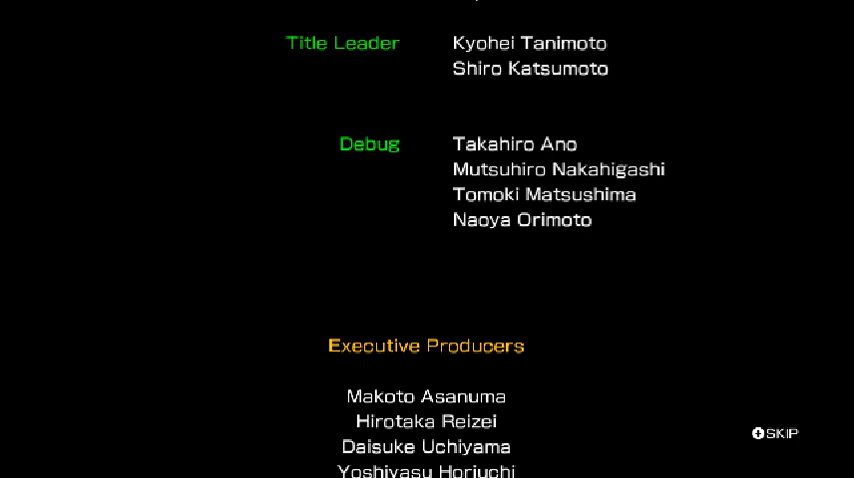 Title Leader Kyohei Tanimoto
Shiro Katsumoto
Debug Takahiro Ano
Mutsuhiro Nakahigashi
Tomoki Matsushima
Naoya Orimoto
Executive Producers
Makoto Asanuma
Hirotaka Reizei
Daisuke Uchiyama
Yoshiyasu Horiuchi
SKIP